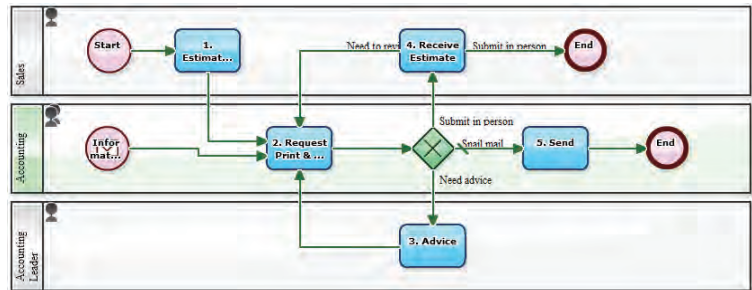 Sales
Start
1.
Estimat...
Need to revi
4. Receive
Estimate
Submit in person
End
Accounting
Infor
mat...
2. Request
Print & ...
Submit in person
Snail mail
5. Send
End
Need advice
Accounting
Leader
3. Advice